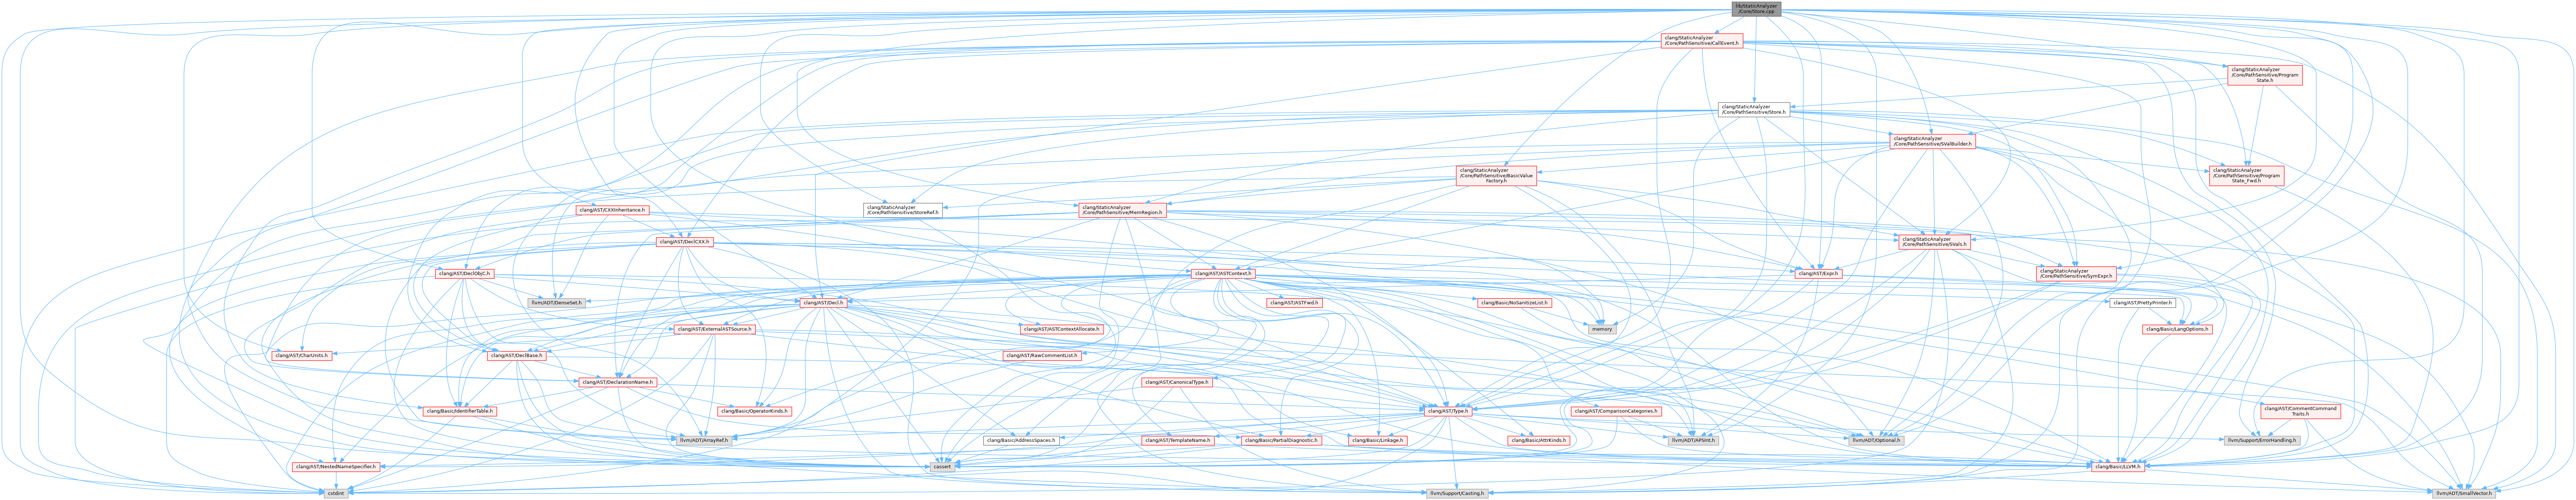 lib/StaticAnalyzer
/Core/Store.cpp
clang/StaticAnalyzer
/Core/PathSensitive/CallEvent.h
clang/StaticAnalyzer
/Core/PathSensitive/Program
State.h
clang/StaticAnalyzer
/Core/PathSensitive/Store.h
clang/StaticAnalyzer
/Core/PathSensitive/SValBuilder.h
clang/StaticAnalyzer
/Core/PathSensitive/BasicValue
Factory.h
clang/StaticAnalyzer
/Core/PathSensitive/Program
State_Fwd.h
clang/AST/CXXInheritance.h
clang/StaticAnalyzer
/Core/PathSensitive/StoreRef.h
clang/StaticAnalyzer
/Core/PathSensitive/MemRegion.h
clang/AST/DeclCXX.h
clang/StaticAnalyzer
/Core/PathSensitive/SVals.h
clang/AST/DeclObjC.h
clang/AST/ASTContext.h
clang/AST/Expr.h
clang/StaticAnalyzer
/Core/PathSensitive/SymExpr.h
llvm/ADT/DenseSet.h
clang/AST/Decl.h
clang/AST/ASTFwd.h
clang/Basic/NoSanitizeList.h
clang/AST/PrettyPrinter.h
clang/AST/ExternalASTSource.h
clang/AST/ASTContextAllocate.h
memory
clang/Basic/LangOptions.h
clang/AST/CharUnits.h
clang/AST/DeclBase.h
clang/AST/RawCommentList.h
clang/AST/DeclarationName.h
clang/AST/CanonicalType.h
clang/Basic/IdentifierTable.h
clang/Basic/OperatorKinds.h
clang/AST/Type.h
clang/AST/ComparisonCategories.h
clang/AST/CommentCommand
Traits.h
llvm/ADT/ArrayRef.h
clang/Basic/AddressSpaces.h
clang/AST/TemplateName.h
clang/Basic/PartialDiagnostic.h
clang/Basic/Linkage.h
clang/Basic/AttrKinds.h
llvm/ADT/APSInt.h
llvm/ADT/Optional.h
llvm/Support/ErrorHandling.h
clang/AST/NestedNameSpecifier.h
cassert
clang/Basic/LLVM.h
cstdint
llvm/Support/Casting.h
llvm/ADT/SmallVector.h